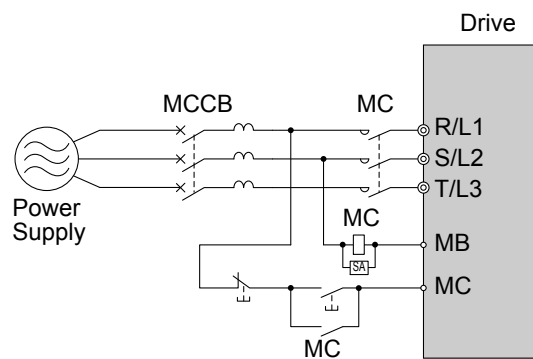 Drive
MCCB
MC
R/L1
S/L2
T/L3
Power
Supply
MC
MB
SA
MC
MC